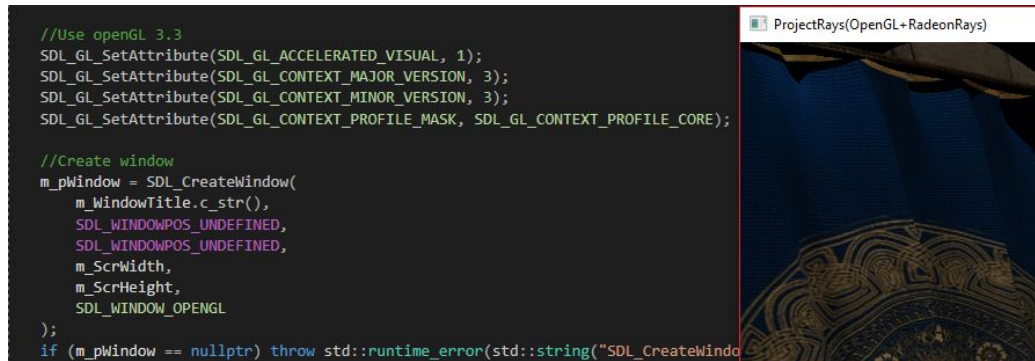 //Use openGL 3.3
SDL_GL_SetAttribute(SDL_GL_ACCELERATED_VISUAL, 1);
SDL_GL_SetAttribute(SDL_GL_CONTEXT_MAJOR_VERSION, 3);
SDL_GL_SetAttribute(SDL_GL_CONTEXT_MINOR_VERSION, 3);
SDL_GL_SetAttribute(SDL_GL_CONTEXT_PROFILE_MASK, SDL_GL_CONTEXT_PROFILE_CORE);
//Create window
m_pWindow = SDL_CreateWindow(
m_WindowTitle.c_str(),
SDL_WINDOWPOS_UNDEFINED,
SDL_WINDOWPOS_UNDEFINED,
m_ScrWidth,
m_ScrHeight,
SDL_WINDOW_OPENGL
);
if (m_pWindow == nullptr) throw std::runtime_error(std::string("SDL_CreateWindo
ProjectRays(OpenGL+RadeonRays)